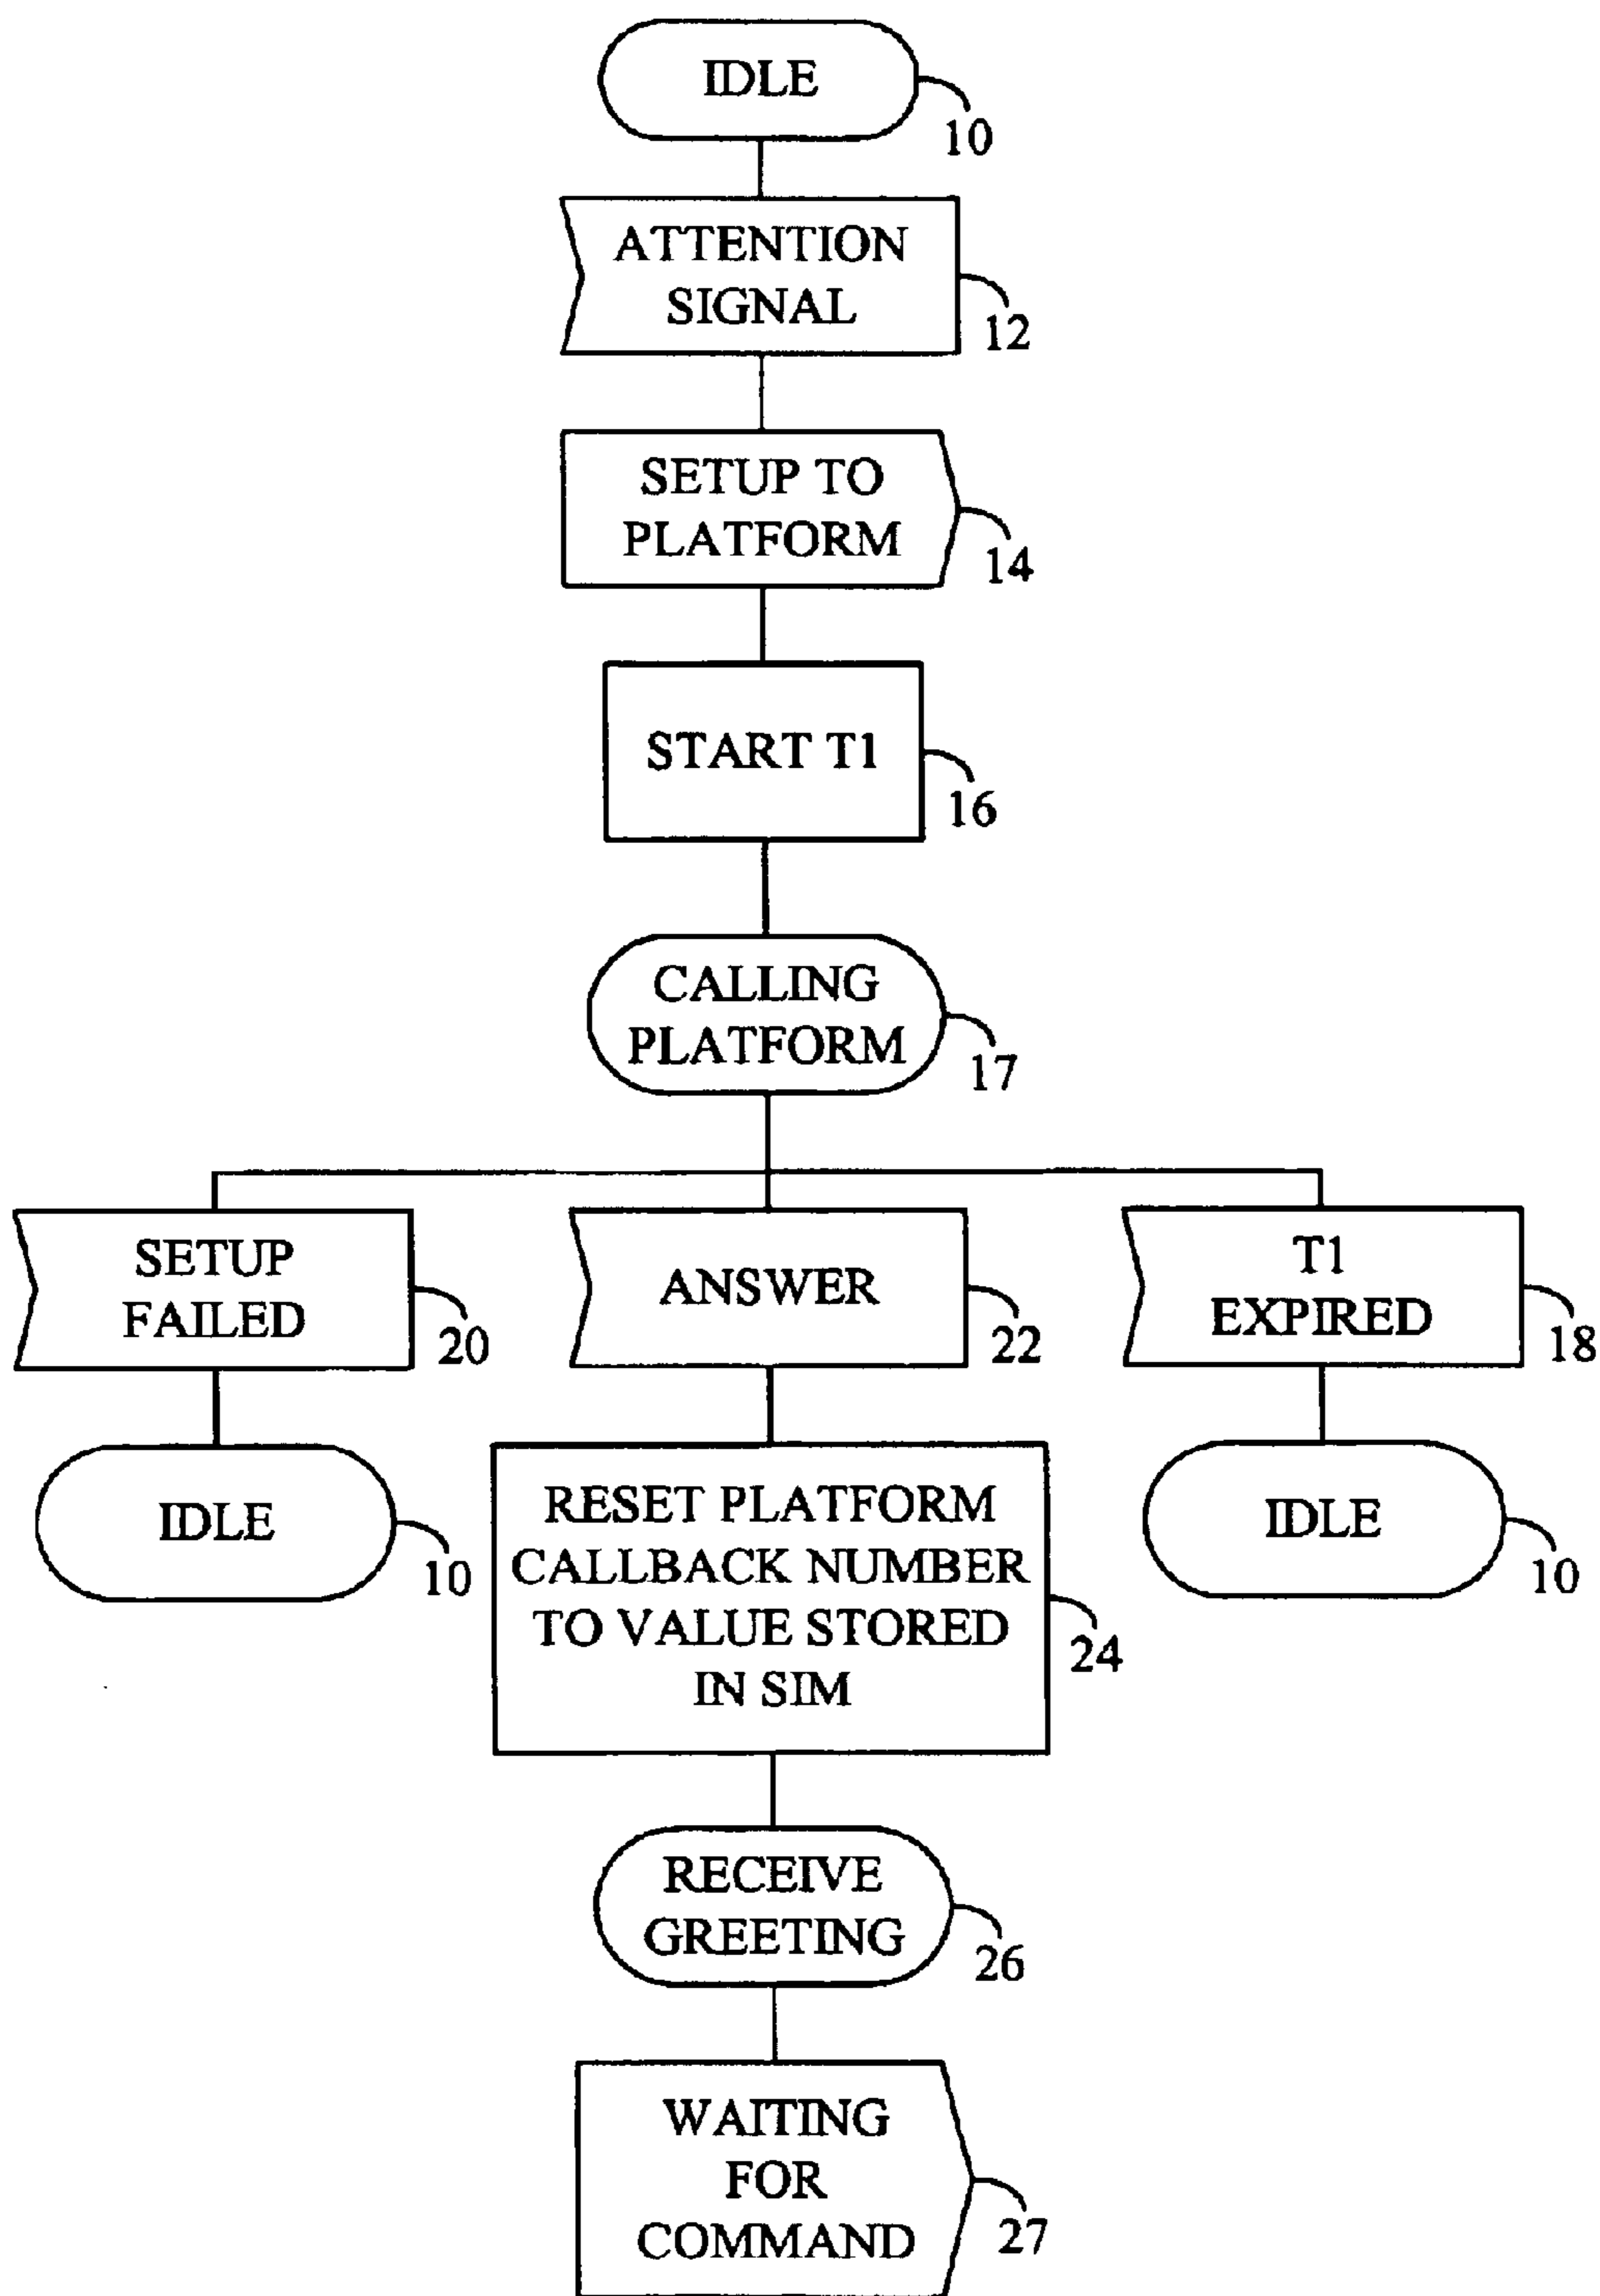 IDLE
10
ATTENTION
SIGNAL
12
SETUP TO
PLATFORM
14
START T1
16
CALLING
PLATFORM
17
SETUP
FAILED
20
ANSWER
22
T1
EXPIRED
18
IDLE
10
RESET PLATFORM
CALLBACK NUMBER
TO VALUE STORED
IN SIM
24
IDLE
10
RECEIVE
GREETING
26
WAITING
FOR
COMMAND
27